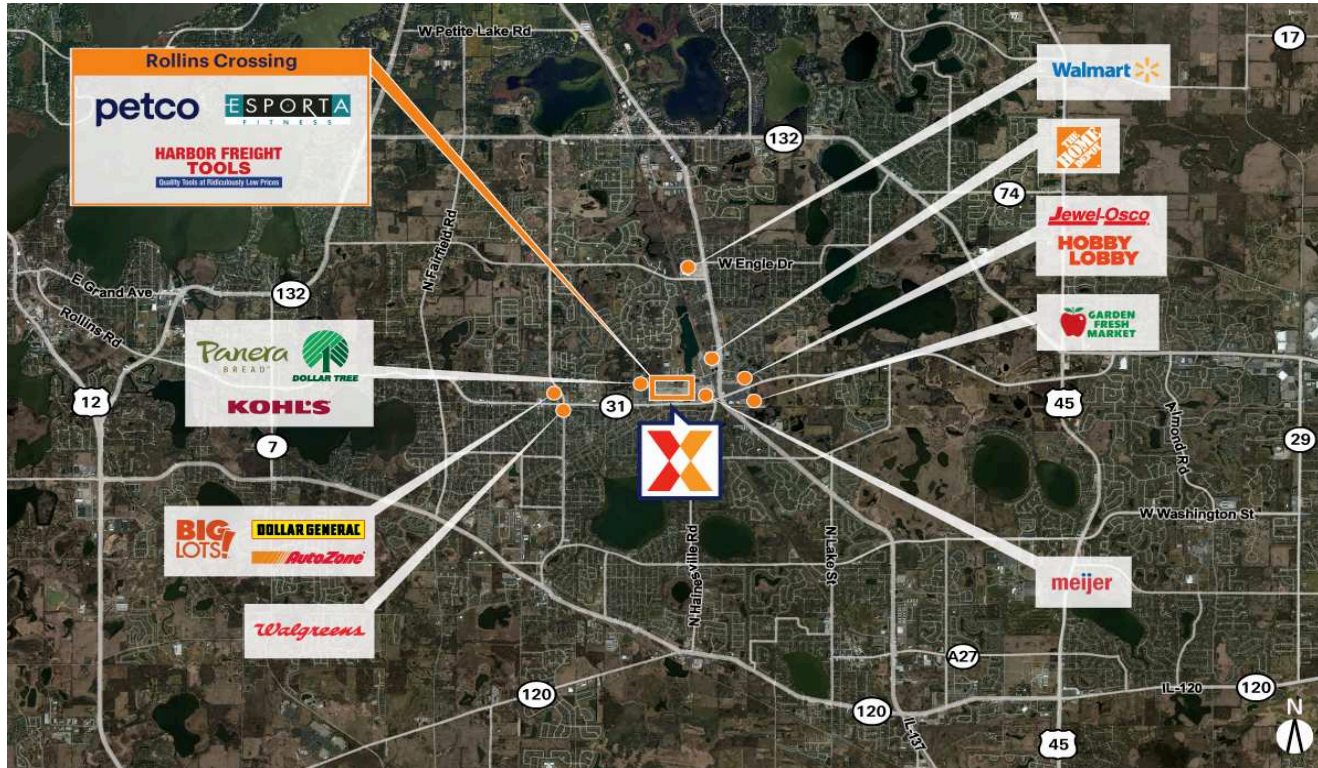 W Petite Lake Rd
17
Rollins Crossing
petco
ESPORTA
FITNESS
HARBOR FREIGHT
TOOLS
Quality Tools at Ridiculously Low Prices
Walmart
132
THE
HOME
DEPOT
74
Jewel-Osco
HOBBY
LOBBY
N Fairfield Rd
W Engle Dr
E Grand Ave
132
Rollins Rd
GARDEN
FRESH
MARKET
Panera
BREAD
DOLLAR TREE
KOHL'S
12
31
45
7
Almond Rd
29
BIG
LOTS!
DOLLAR GENERAL
AutoZone
W Washington St
N Hainesville Rd
N Lake St
meijer
Walgreens
A27
120
IL-120
120
120
IL-137
45
N